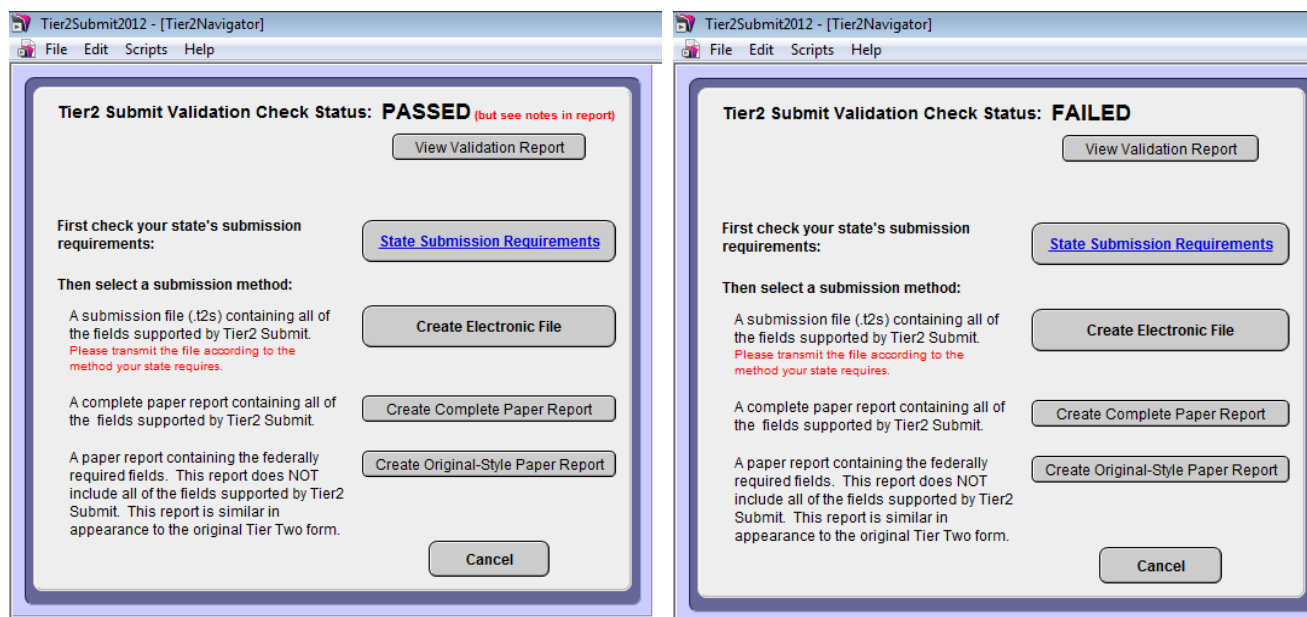 Tier2Submit2012 - [Tier2Navigator]
File Edit Scripts Help
Tier2 Submit Validation Check Status: PASSED (but see notes in report)
View Validation Report
First check your state's submission
requirements:
State Submission Requirements
Then select a submission method:
A submission file (.t2s) containing all of
the fields supported by Tier2 Submit.
Please transmit the file according to the
method your state requires.
Create Electronic File
A complete paper report containing all of
the fields supported by Tier2 Submit.
Create Complete Paper Report
A paper report containing the federally
required fields. This report does NOT
include all of the fields supported by Tier2
Submit. This report is similar in
appearance to the original Tier Two form.
Create Original-Style Paper Report
Cancel
Tier2Submit2012 - [Tier2Navigator]
File Edit Scripts Help
Tier2 Submit Validation Check Status: FAILED
View Validation Report
First check your state's submission
requirements:
State Submission Requirements
Then select a submission method:
A submission file (.t2s) containing all of
the fields supported by Tier2 Submit.
Please transmit the file according to the
method your state requires.
Create Electronic File
A complete paper report containing all of
the fields supported by Tier2 Submit.
Create Complete Paper Report
A paper report containing the federally
required fields. This report does NOT
include all of the fields supported by Tier2
Submit. This report is similar in
appearance to the original Tier Two form.
Create Original-Style Paper Report
Cancel